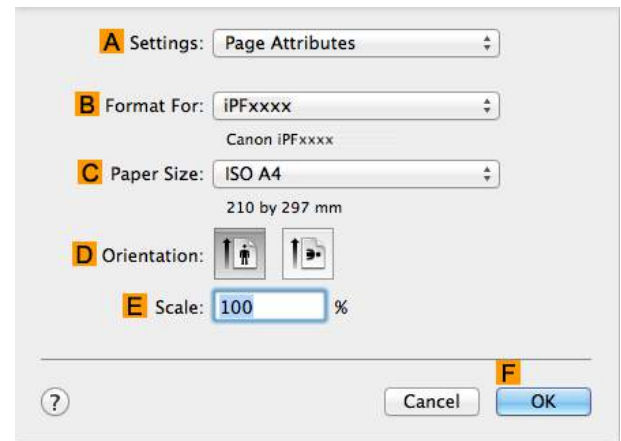 A Settings: Page Attributes
B Format For: iPFxxxx
Canon iPFxxxx
C Paper Size: ISO A4
210 by 297 mm
D Orientation:
E Scale: 100 %
F
? Cancel OK